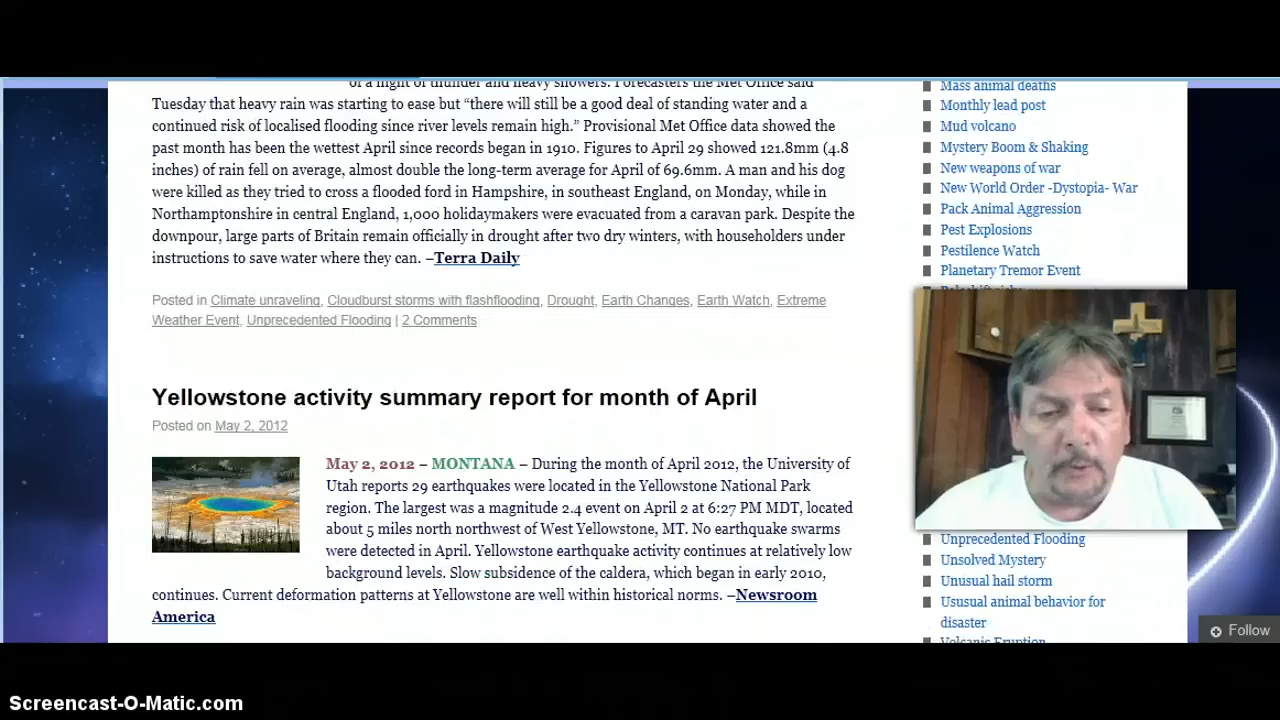 of a night of thunder and heavy showers. Forecasters the Met Office said
Tuesday that heavy rain was starting to ease but “there will still be a good deal of standing water and a
continued risk of localised flooding since river levels remain high.” Provisional Met Office data showed the
past month has been the wettest April since records began in 1910. Figures to April 29 showed 121.8mm (4.8
inches) of rain fell on average, almost double the long-term average for April of 69.6mm. A man and his dog
were killed as they tried to cross a flooded ford in Hampshire, in southeast England, on Monday, while in
Northamptonshire in central England, 1,000 holidaymakers were evacuated from a caravan park. Despite the
downpour, large parts of Britain remain officially in drought after two dry winters, with householders under
instructions to save water where they can. –Terra Daily
Posted in Climate unraveling, Cloudburst storms with flashflooding, Drought, Earth Changes, Earth Watch, Extreme
Weather Event, Unprecedented Flooding | 2 Comments
Yellowstone activity summary report for month of April
Posted on May 2, 2012
May 2, 2012 – MONTANA – During the month of April 2012, the University of
Utah reports 29 earthquakes were located in the Yellowstone National Park
region. The largest was a magnitude 2.4 event on April 2 at 6:27 PM MDT, located
about 5 miles north northwest of West Yellowstone, MT. No earthquake swarms
were detected in April. Yellowstone earthquake activity continues at relatively low
background levels. Slow subsidence of the caldera, which began in early 2010,
continues. Current deformation patterns at Yellowstone are well within historical norms. –Newsroom
America
Mass animal deaths
Monthly lead post
Mud volcano
Mystery Boom & Shaking
New weapons of war
New World Order -Dystopia- War
Pack Animal Aggression
Pest Explosions
Pestilence Watch
Planetary Tremor Event
Unprecedented Flooding
Unsolved Mystery
Unusual hail storm
Ususual animal behavior for
disaster
Volcanic Eruption
Follow
Screencast-O-Matic.com